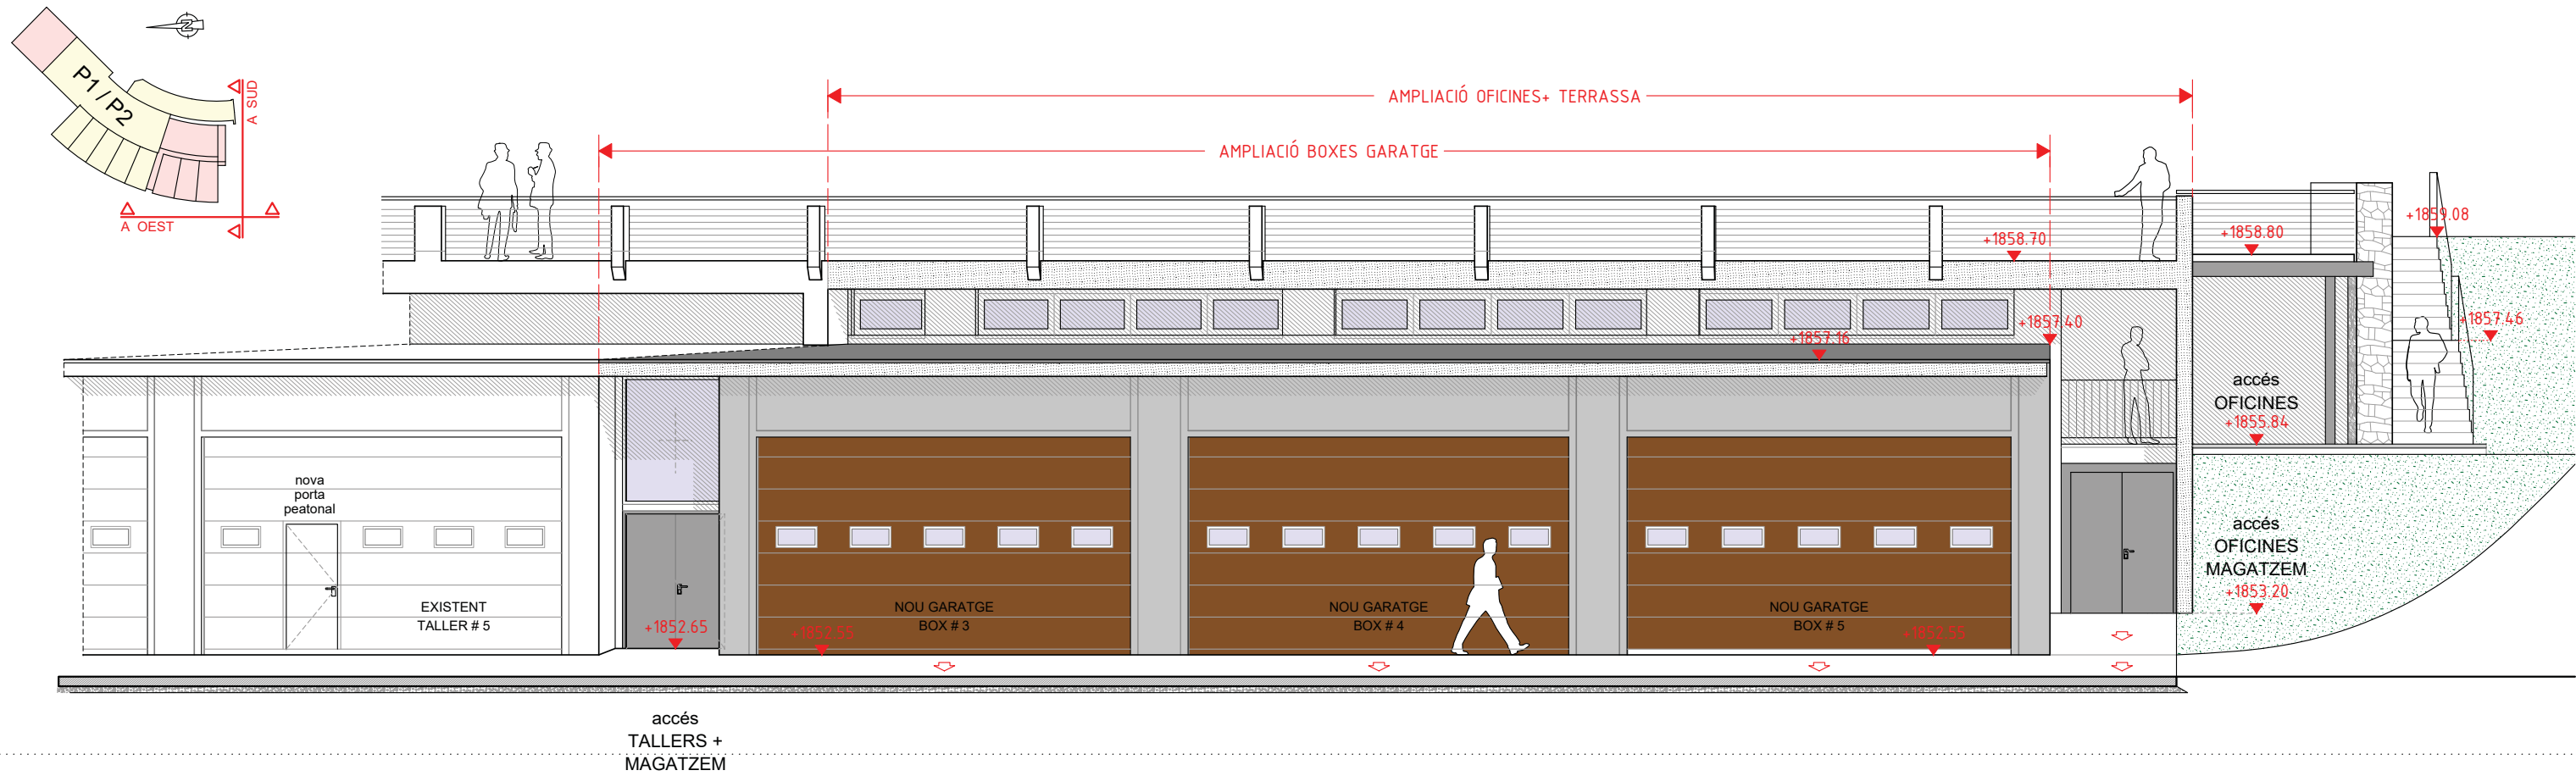 N
P1 / P2
A SUD
A OEST
AMPLIACIÓ OFICINES+ TERRASSA
AMPLIACIÓ BOXES GARATGE
+1859.08
+1858.80
+1858.70
+1857.46
+1857.40
+1857.16
accés
OFICINES
+1855.84
nova
porta
peatonal
accés
OFICINES
MAGATZEM
+1853.20
EXISTENT
TALLER # 5
+1852.65
+1852.55
NOU GARATGE
BOX # 3
NOU GARATGE
BOX # 4
NOU GARATGE
BOX # 5
+1852.55
accés
TALLERS +
MAGATZEM